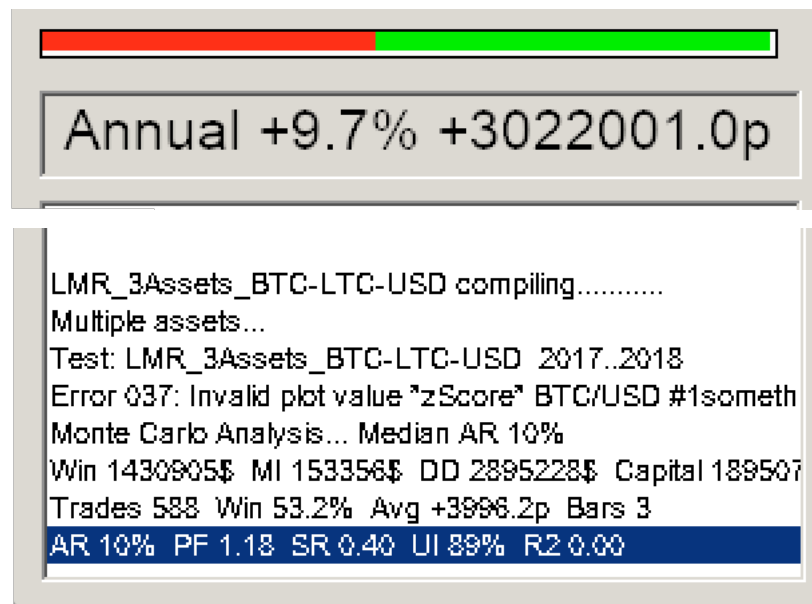 Annual +9.7% +3022001.0p
LMR_3Assets_BTC-LTC-USD compiling...........
Multiple assets...
Test: LMR_3Assets_BTC-LTC-USD 2017..2018
Error 037: Invalid plot value "zScore" BTC/USD #1someth
Monte Carlo Analysis... Median AR 10%
Win 1430905$ MI 153356$ DD 2895228$ Capital 189507
Trades 588 Win 53.2% Avg +3996.2p Bars 3
AR 10% PF 1.18 SR 0.40 UI 89% R2 0.00